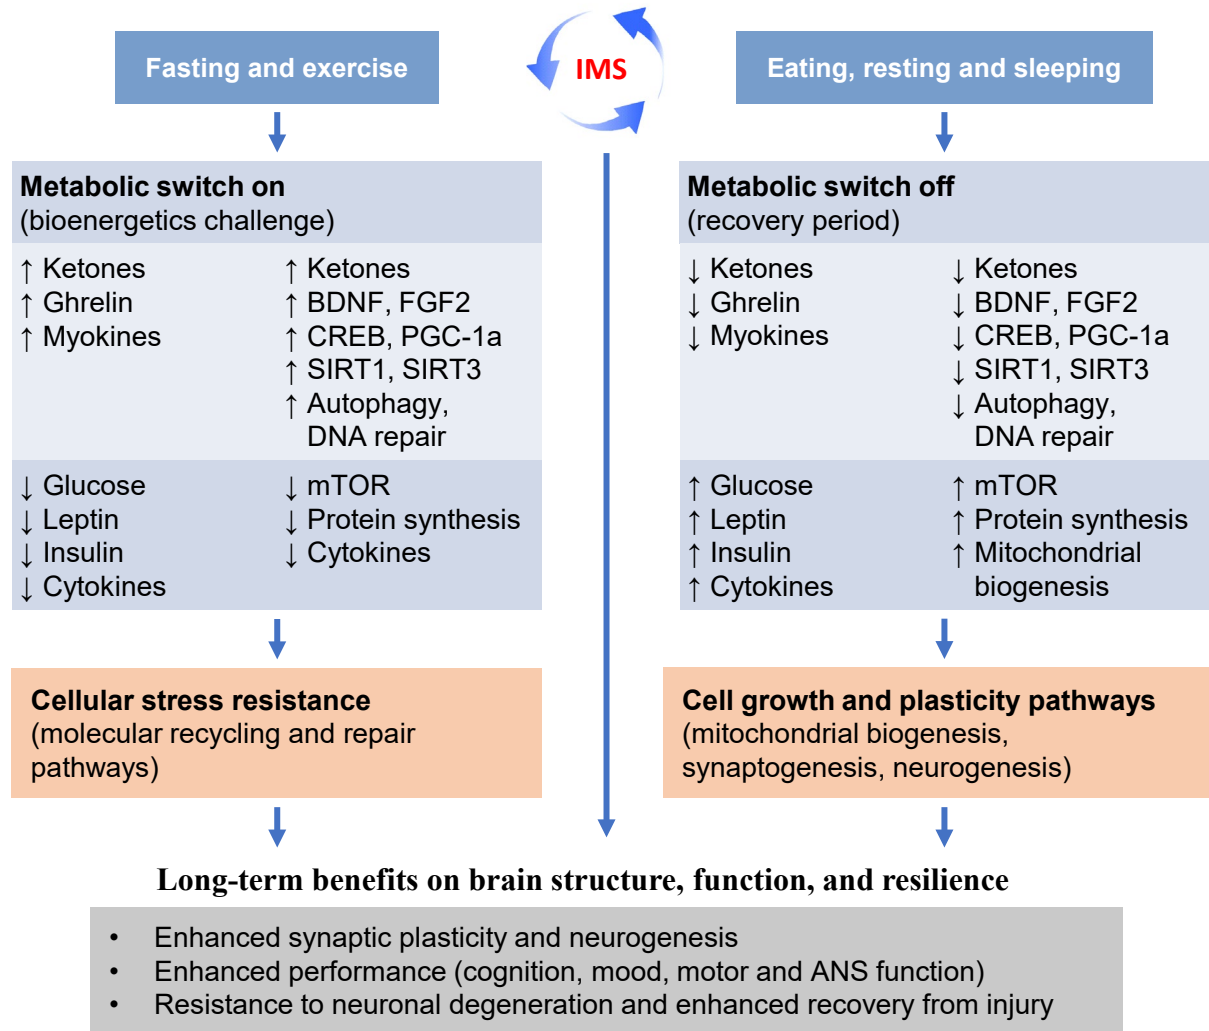 Fasting and exercise
IMS
Eating, resting and sleeping
Metabolic switch on
(bioenergetics challenge)
↑ Ketones
↑ Ghrelin
↑ Myokines
↑ Ketones
↑ BDNF, FGF2
↑ CREB, PGC-1a
↑ SIRT1, SIRT3
↑ Autophagy,
DNA repair
↓ Glucose
↓ Leptin
↓ Insulin
↓ Cytokines
↓ mTOR
↓ Protein synthesis
↓ Cytokines
Cellular stress resistance
(molecular recycling and repair
pathways)
Metabolic switch off
(recovery period)
↓ Ketones
↓ Ghrelin
↓ Myokines
↓ Ketones
↓ BDNF, FGF2
↓ CREB, PGC-1a
↓ SIRT1, SIRT3
↓ Autophagy,
DNA repair
↑ Glucose
↑ Leptin
↑ Insulin
↑ Cytokines
↑ mTOR
↑ Protein synthesis
↑ Mitochondrial
biogenesis
Cell growth and plasticity pathways
(mitochondrial biogenesis,
synaptogenesis, neurogenesis)
Long-term benefits on brain structure, function, and resilience
• Enhanced synaptic plasticity and neurogenesis
• Enhanced performance (cognition, mood, motor and ANS function)
• Resistance to neuronal degeneration and enhanced recovery from injury